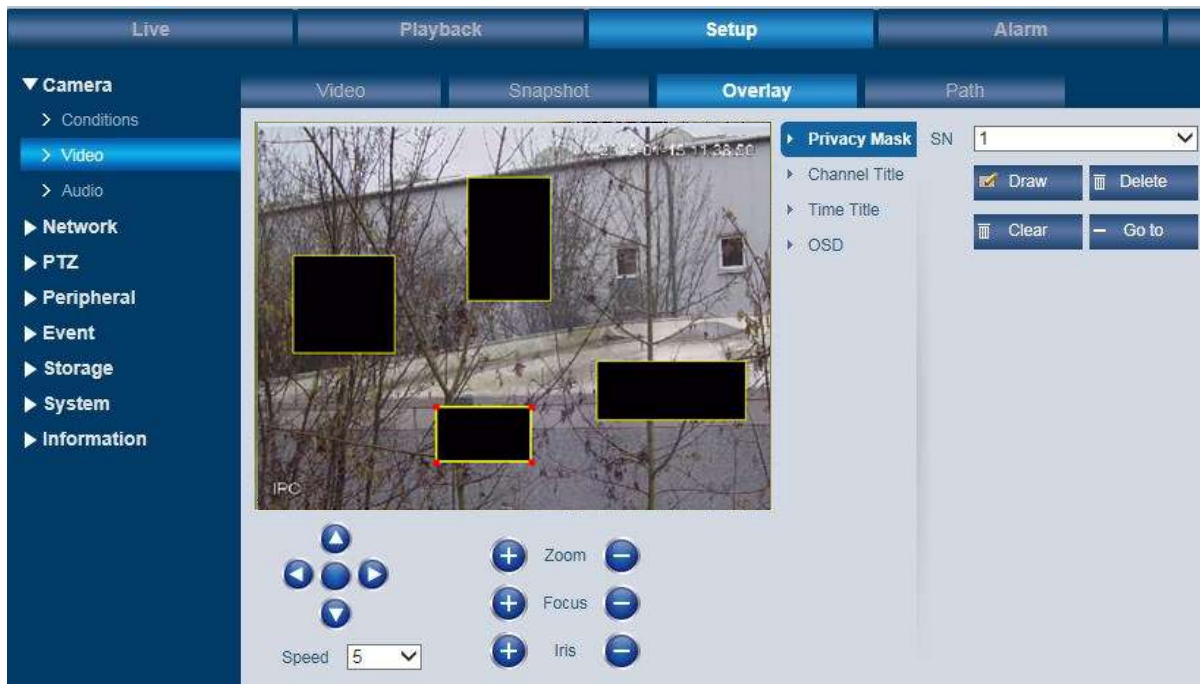 Live Playback Setup Alarm
Camera
Conditions
Video
Audio
Network
PTZ
Peripheral
Event
Storage
System
Information
Video Snapshot Overlay Path
IPC
Privacy Mask
Channel Title
Time Title
OSD
SN 1
Draw Delete
Clear Go to
Zoom
Focus
Iris
Speed 5